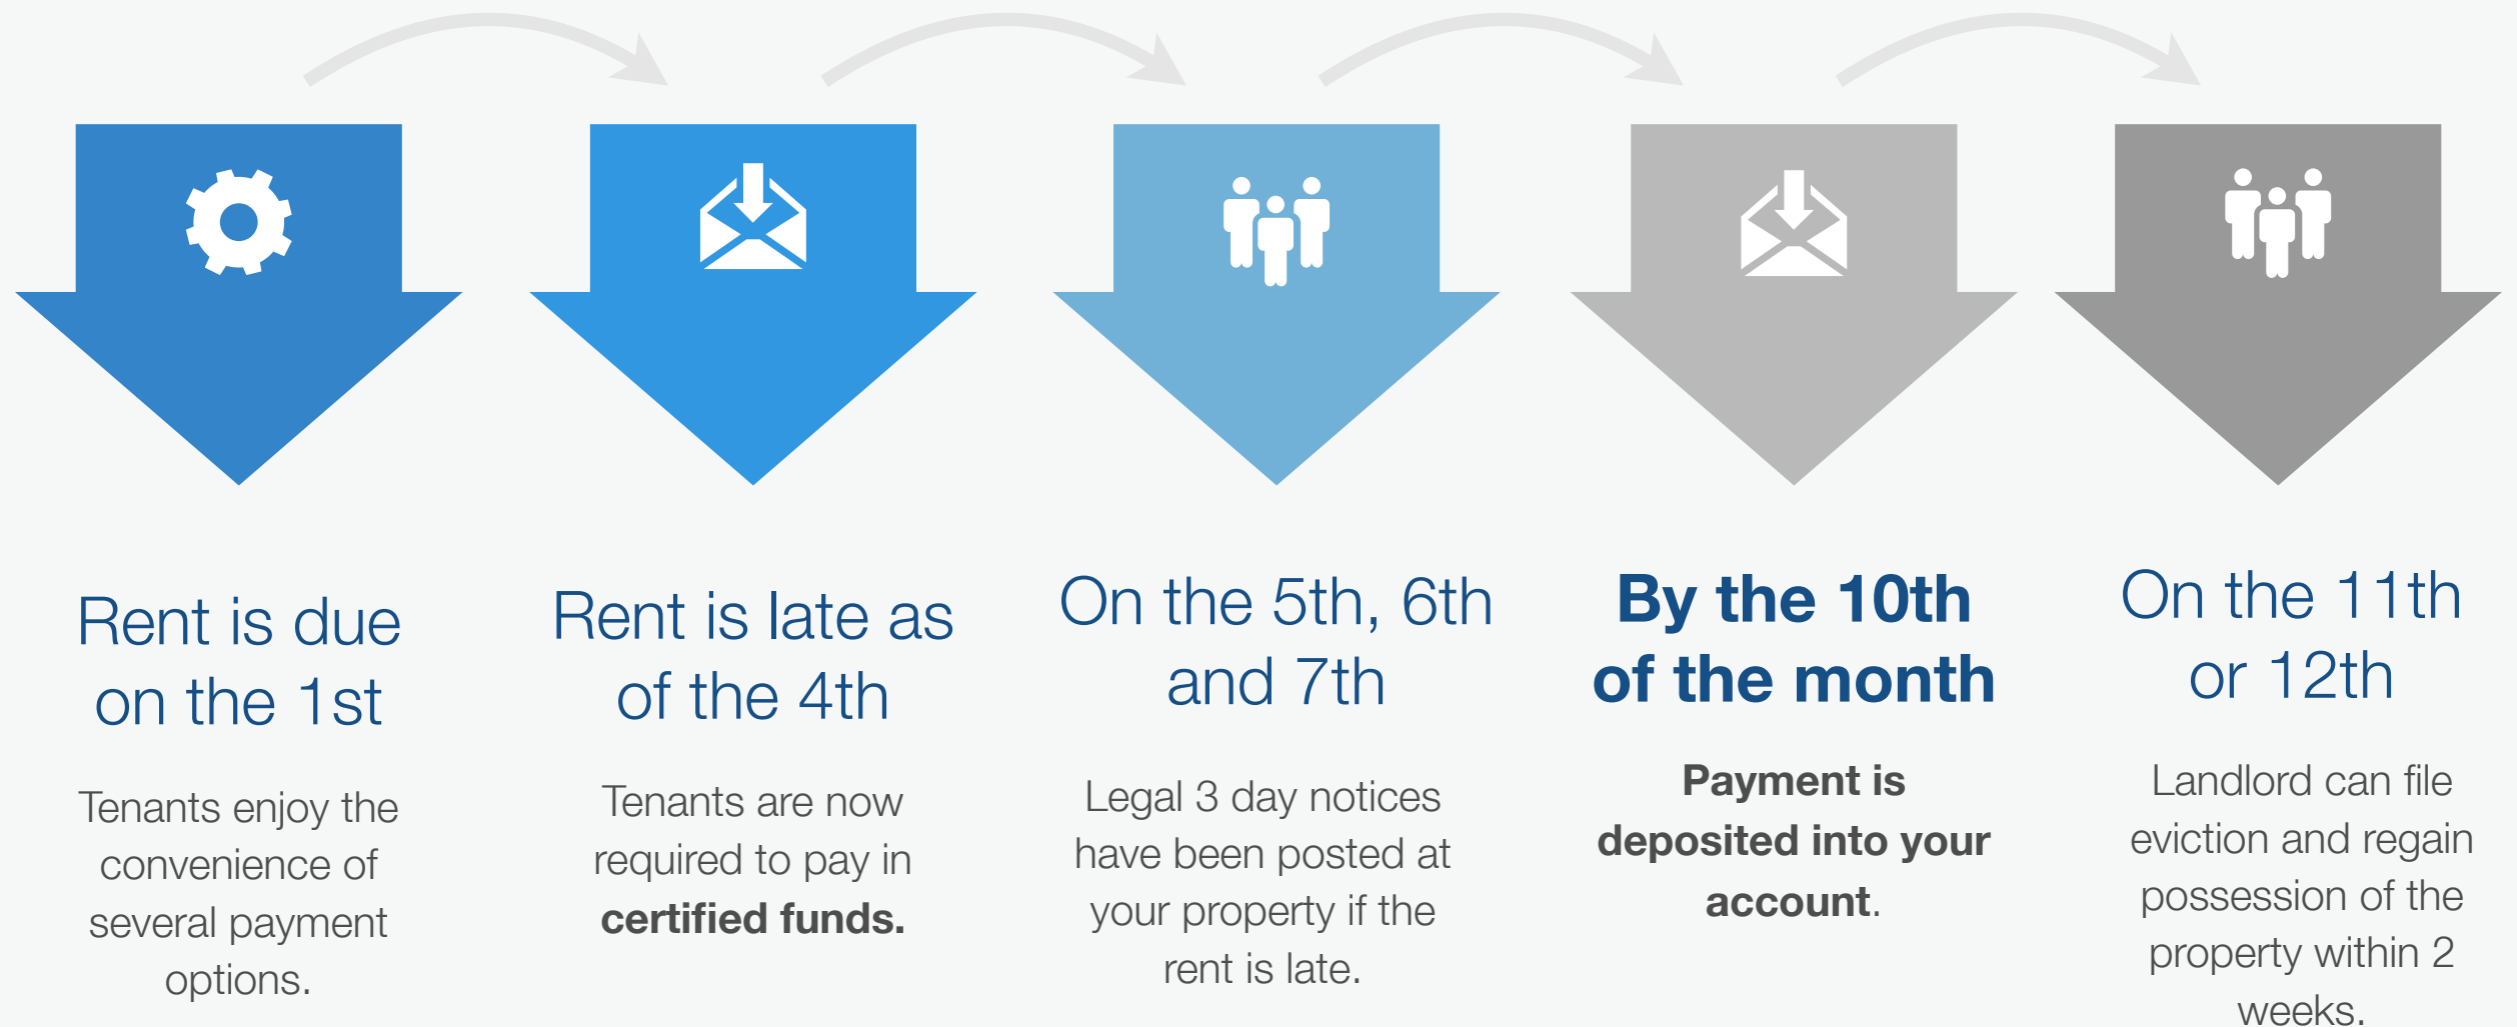 Rent is due
on the 1st
Tenants enjoy the
convenience of
several payment
options.
Rent is late as
of the 4th
Tenants are now
required to pay in
certified funds.
On the 5th, 6th
and 7th
Legal 3 day notices
have been posted at
your property if the
rent is late.
By the 10th
of the month
Payment is
deposited into your
account.
On the 11th
or 12th
Landlord can file
eviction and regain
possession of the
property within 2
weeks.